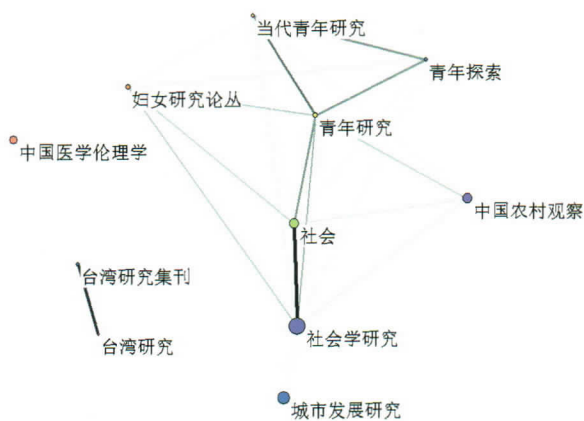 当代青年研究
青年探索
妇女研究论丛
青年研究
中国医学伦理学
中国农村观察
社会
台湾研究集刊
社会学研究
台湾研究
城市发展研究